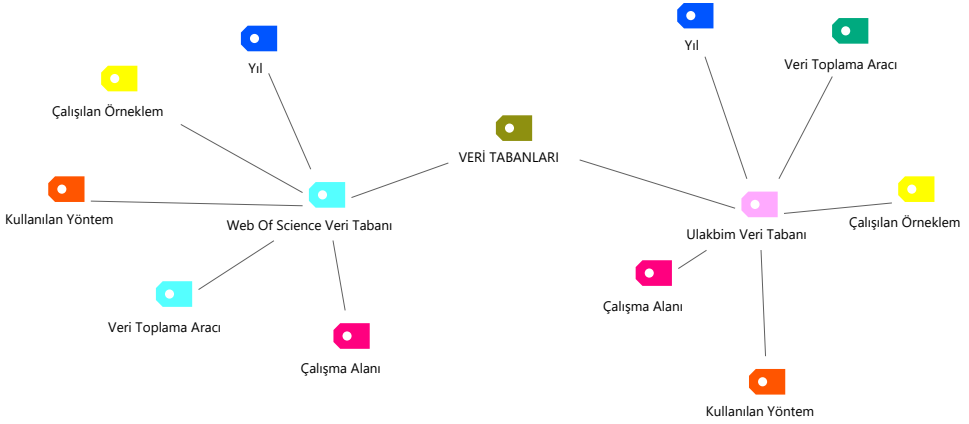 Yıl
Yıl
Veri Toplama Aracı
Çalışılan Örneklem
VERİ TABANLARI
Kullanılan Yöntem
Web Of Science Veri Tabanı
Ulakbim Veri Tabanı
Çalışılan Örneklem
Çalışma Alanı
Veri Toplama Aracı
Çalışma Alanı
Kullanılan Yöntem